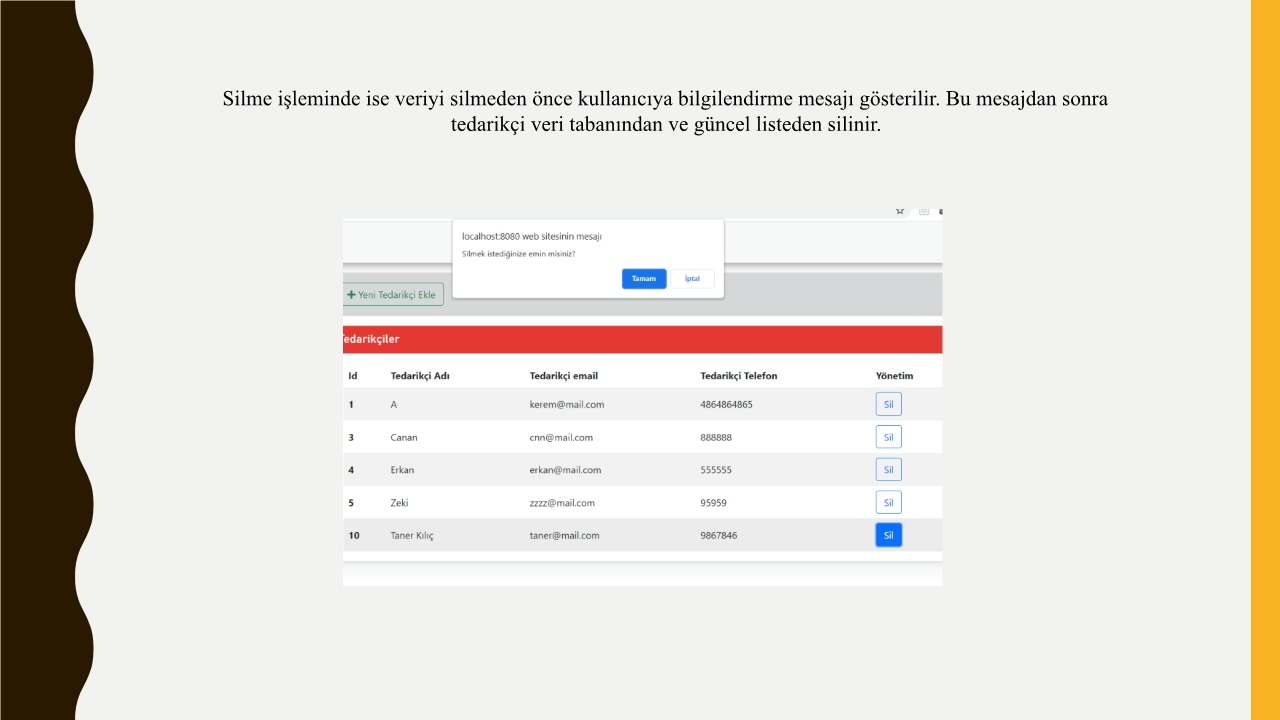 Silme işleminde ise veriyi silmeden önce kullanıcıya bilgilendirme mesajı gösterilir. Bu mesajdan sonra
tedarikçi veri tabanından ve güncel listeden silinir.
localhost:8080 web sitesinin mesajı
Silmek istediğinize emin misiniz?
Tamam İptal
+ Yeni Tedarikçi Ekle
Tedarikçiler
Id Tedarikçi Adı Tedarikçi email Tedarikçi Telefon Yönetim
1 A kerem@mail.com 4864864865 Sil
3 Canan cnn@mail.com 888888 Sil
4 Erkan erkan@mail.com 555555 Sil
5 Zeki zzzz@mail.com 95959 Sil
10 Taner Kılıç taner@mail.com 9867846 Sil